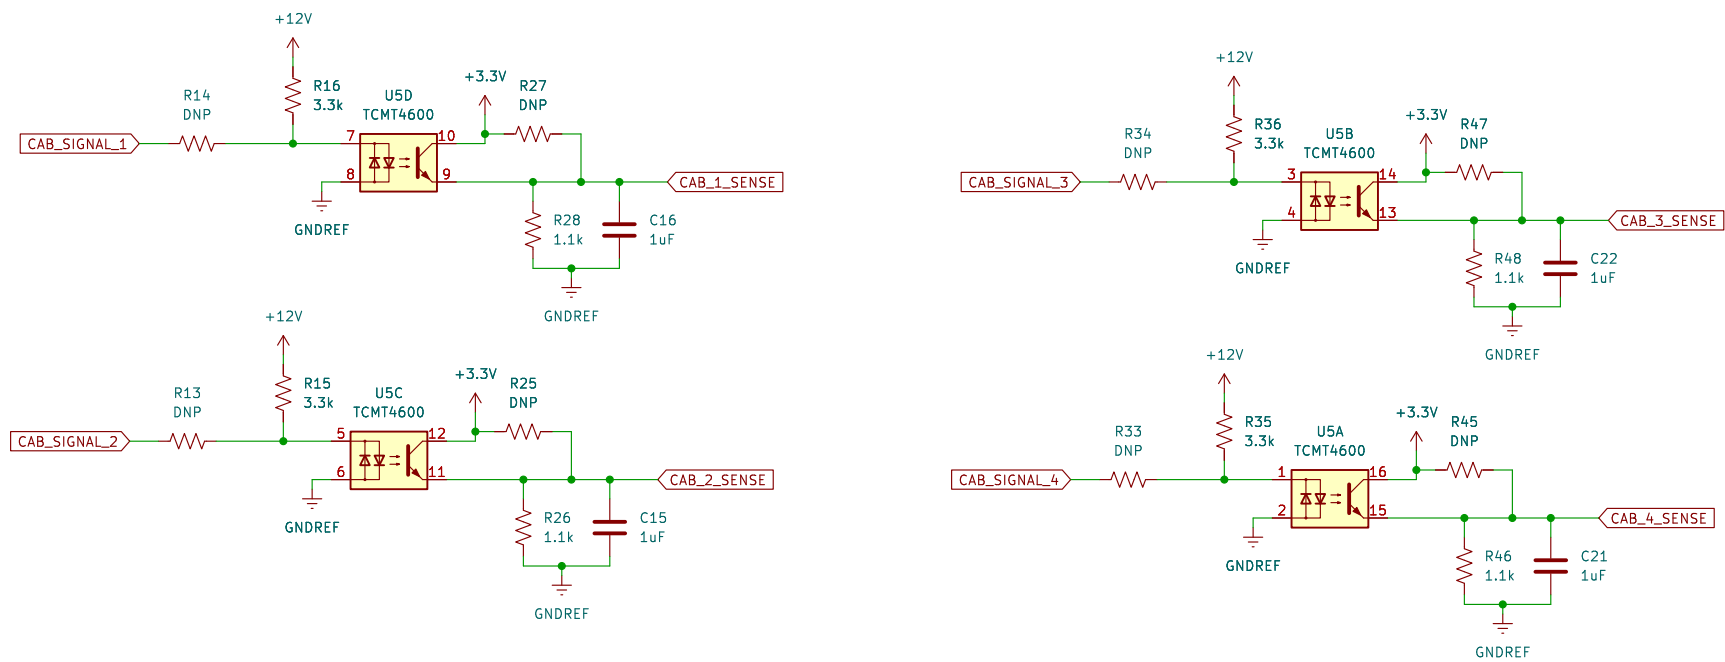 +12V
R16
3.3k
R14
DNP
CAB_SIGNAL_1
U5D
TCMT4600
7
8
10
9
+3.3V
R27
DNP
CAB_1_SENSE
R28
1.1k
C16
1uF
GNDREF
GNDREF
+12V
R15
3.3k
R13
DNP
CAB_SIGNAL_2
U5C
TCMT4600
5
6
12
11
+3.3V
R25
DNP
CAB_2_SENSE
R26
1.1k
C15
1uF
GNDREF
GNDREF
+12V
R36
3.3k
R34
DNP
CAB_SIGNAL_3
U5B
TCMT4600
3
4
14
13
+3.3V
R47
DNP
CAB_3_SENSE
R48
1.1k
C22
1uF
GNDREF
GNDREF
+12V
R35
3.3k
R33
DNP
CAB_SIGNAL_4
U5A
TCMT4600
1
2
16
15
+3.3V
R45
DNP
CAB_4_SENSE
R46
1.1k
C21
1uF
GNDREF
GNDREF